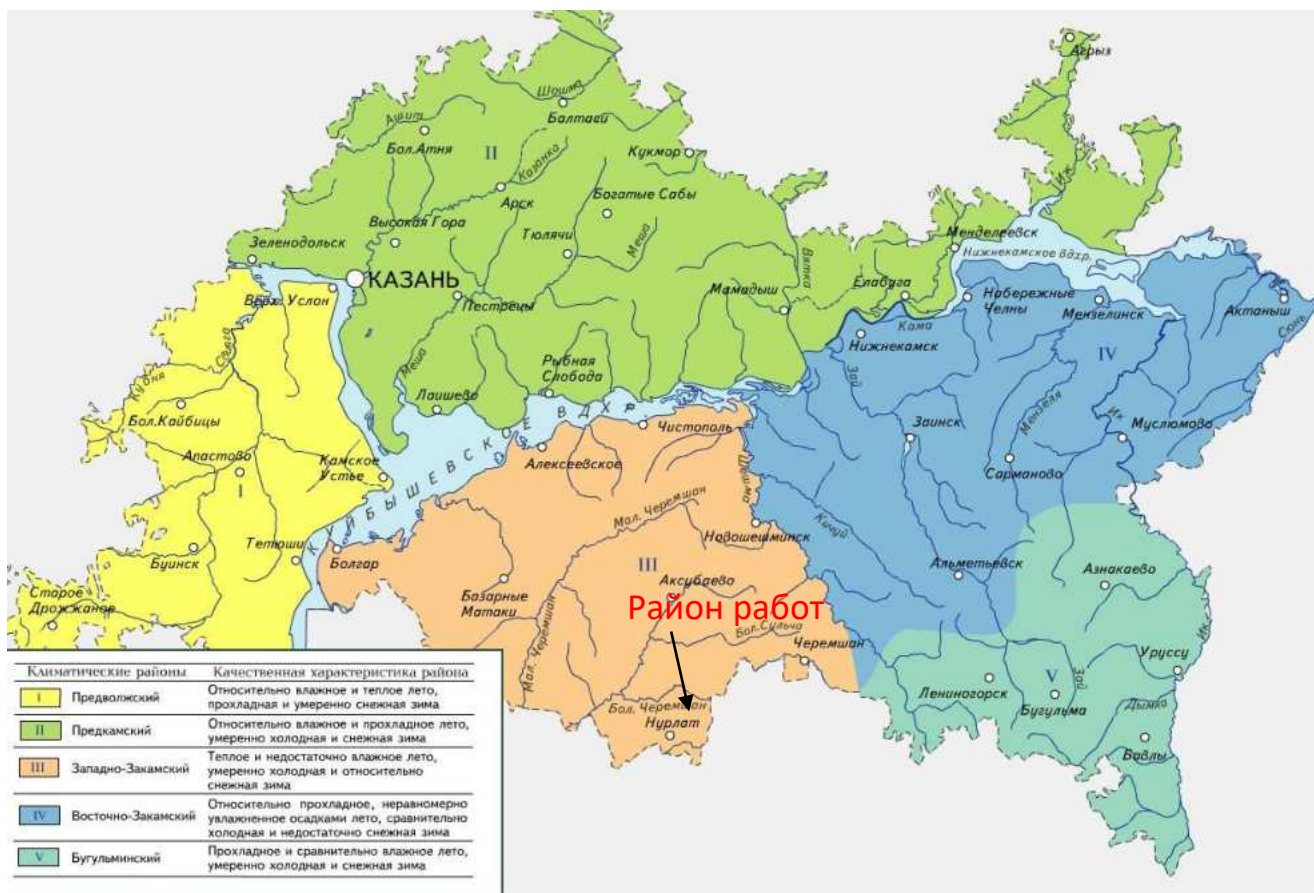 Агрыз
Шошма
Ашит
Балтаси
Бол.Атня
II
Кукмор
Казанка
Иж
Арск
Богатые Сабы
Высокая Гора
Тюлячи
Меша
Зеленодольск
Менделеевск
Нижнекамское вдхр.
КАЗАНЬ
Вятка
Елабуга
Верх. Услон
Пестрецы
Мамадыш
Набережные
Челны
Мензелинск
Актаныш
Кама
Сюнь
Свияга
Нижнекамск
IV
Кубня
Меша
Рыбная
Слобода
Зай
Лаишево
Мензеля
Ик
Бол.Кайбицы
КУЙБЫШЕВСКОЕ ВДХР.
Чистополь
Заинск
Муслюмово
Апастово
Камское
Устье
Алексеевское
Шешма
Сармановo
I
Мал. Черемшан
Кичуй
Новошешминск
Тетюши
Болгар
Буинск
III
Альметьевск
Азнакаево
Старое
Дрожжаное
Базарные
Матаки
Аксубаево
Район работ
Бол.Сульча
Ик
Мал. Черемшан
Черемшан
Уруссу
Лениногорск
V
Зай
Бугульма
Дымка
Бол. Черемшан
Нурлат
Бавлы
Климатические районы Качественная характеристика района
I Предволжский Относительно влажное и теплое лето,
прохладная и умеренно снежная зима
II Предкамский Относительно влажное и прохладное лето,
умеренно холодная и снежная зима
III Западно-Закамский Теплое и недостаточно влажное лето,
умеренно холодная и относительно
снежная зима
IV Восточно-Закамский Относительно прохладное, неравномерно
увлажненное осадками лето, сравнительно
холодная и недостаточно снежная зима
V Бугульминский Прохладное и сравнительно влажное лето,
умеренно холодная и снежная зима